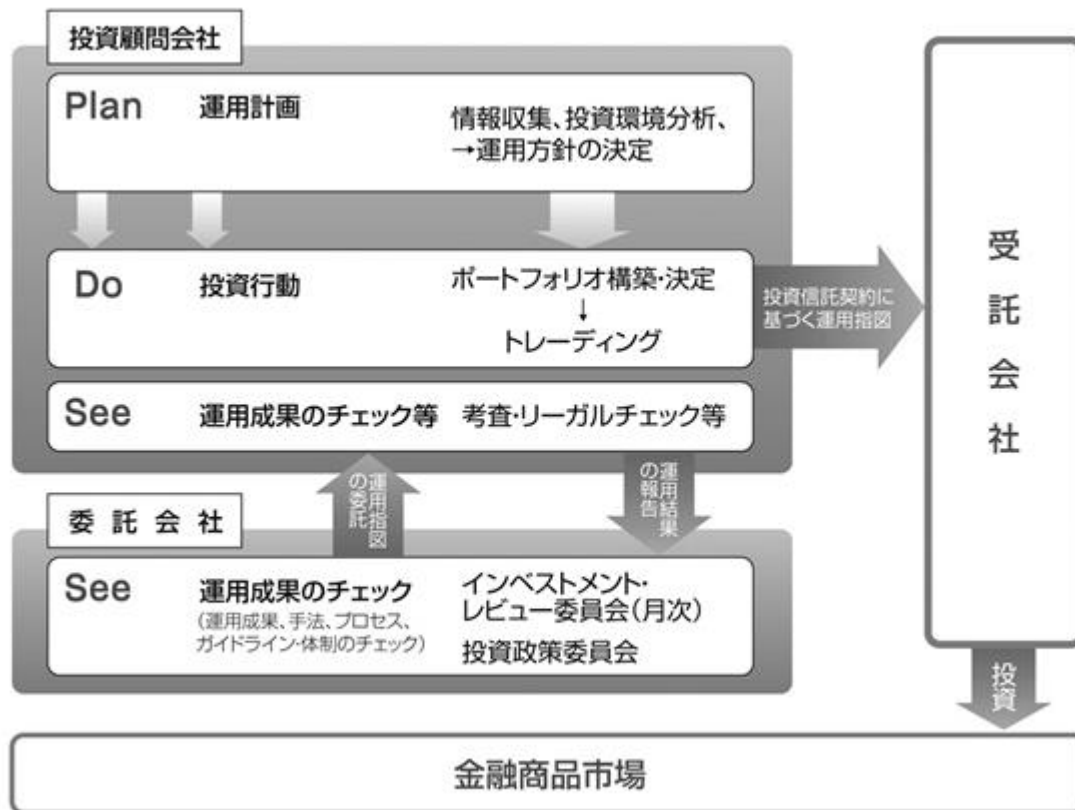 投資顧問会社
Plan 運用計画 情報収集、投資環境分析、
→運用方針の決定
Do 投資行動 ポートフォリオ構築・決定
↓
トレーディング
投資信託契約に
基づく運用指図
See 運用成果のチェック等 考査・リーガルチェック等
運用指図
の委託
運用結果
の報告
委託会社
See 運用成果のチェック
(運用成果、手法、プロセス、
ガイドライン・体制のチェック)
インベストメント・
レビュー委員会(月次)
投資政策委員会
受託会社
投資
金融商品市場